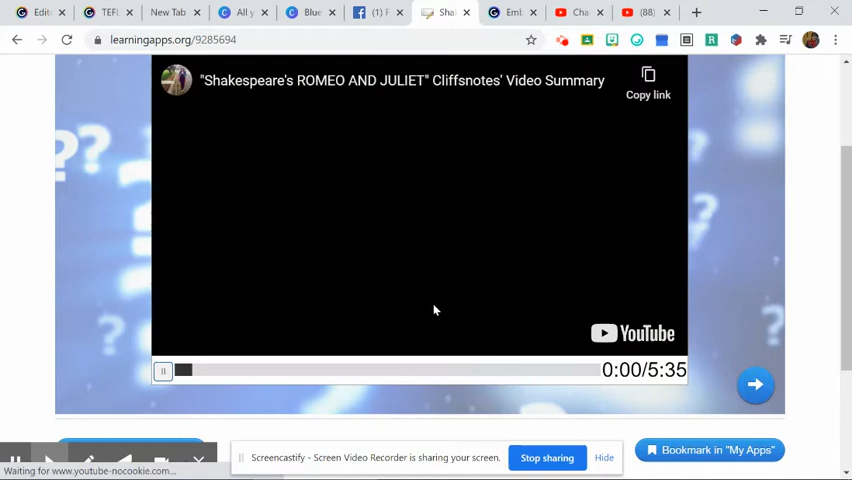 Edit
TEFL
New Tab
All y
Blue
(1) F
Sha
Emb
Cha
(88)
learningapps.org/9285694
"Shakespeare's ROMEO AND JULIET" Cliffsnotes' Video Summary
Copy link
YouTube
0:00/5:35
Screencastify - Screen Video Recorder is sharing your screen.
Stop sharing
Hide
Bookmark in "My Apps"
Waiting for www.youtube-nocookie.com...